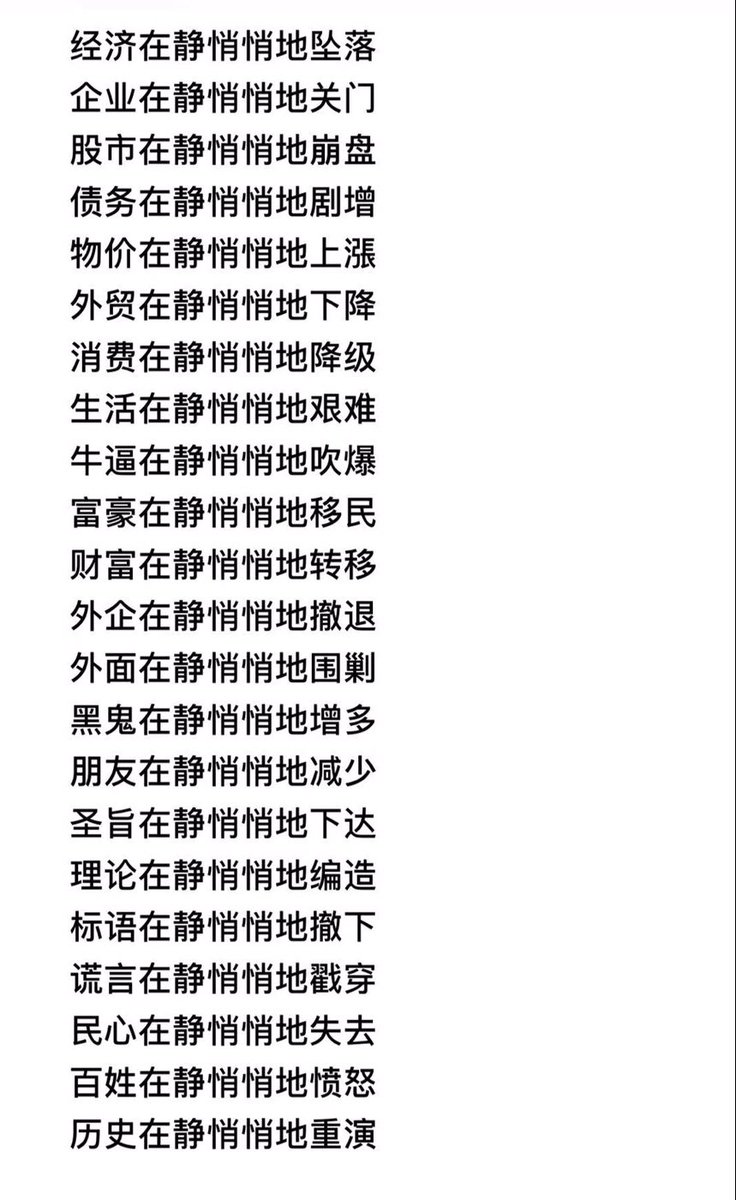 经济在静悄悄地坠落
企业在静悄悄地关门
股市在静悄悄地崩盘
债务在静悄悄地剧增
物价在静悄悄地上漲
外贸在静悄悄地下降
消费在静悄悄地降级
生活在静悄悄地艰难
牛逼在静悄悄地吹爆
富豪在静悄悄地移民
财富在静悄悄地转移
外企在静悄悄地撤退
外面在静悄悄地围剿
黑鬼在静悄悄地增多
朋友在静悄悄地减少
圣旨在静悄悄地下达
理论在静悄悄地编造
标语在静悄悄地撤下
谎言在静悄悄地戳穿
民心在静悄悄地失去
百姓在静悄悄地愤怒
历史在静悄悄地重演